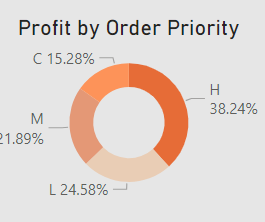 Profit by Order Priority
C 15.28%
H
38.24%
M
21.89%
L 24.58%